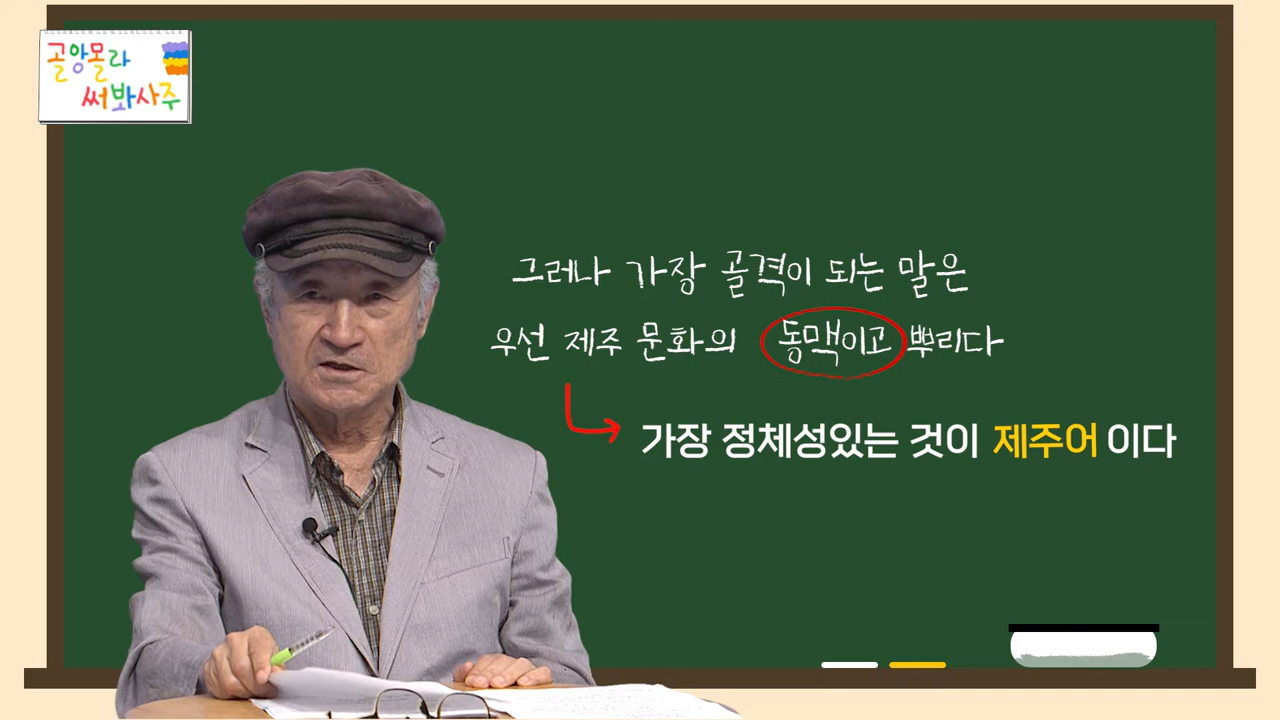 골앙몰라
써봐사주
그러나 가장 골격이 되는 말은
우선 제주 문화의 동맥이고 뿌리다
가장 정체성있는 것이 제주어 이다